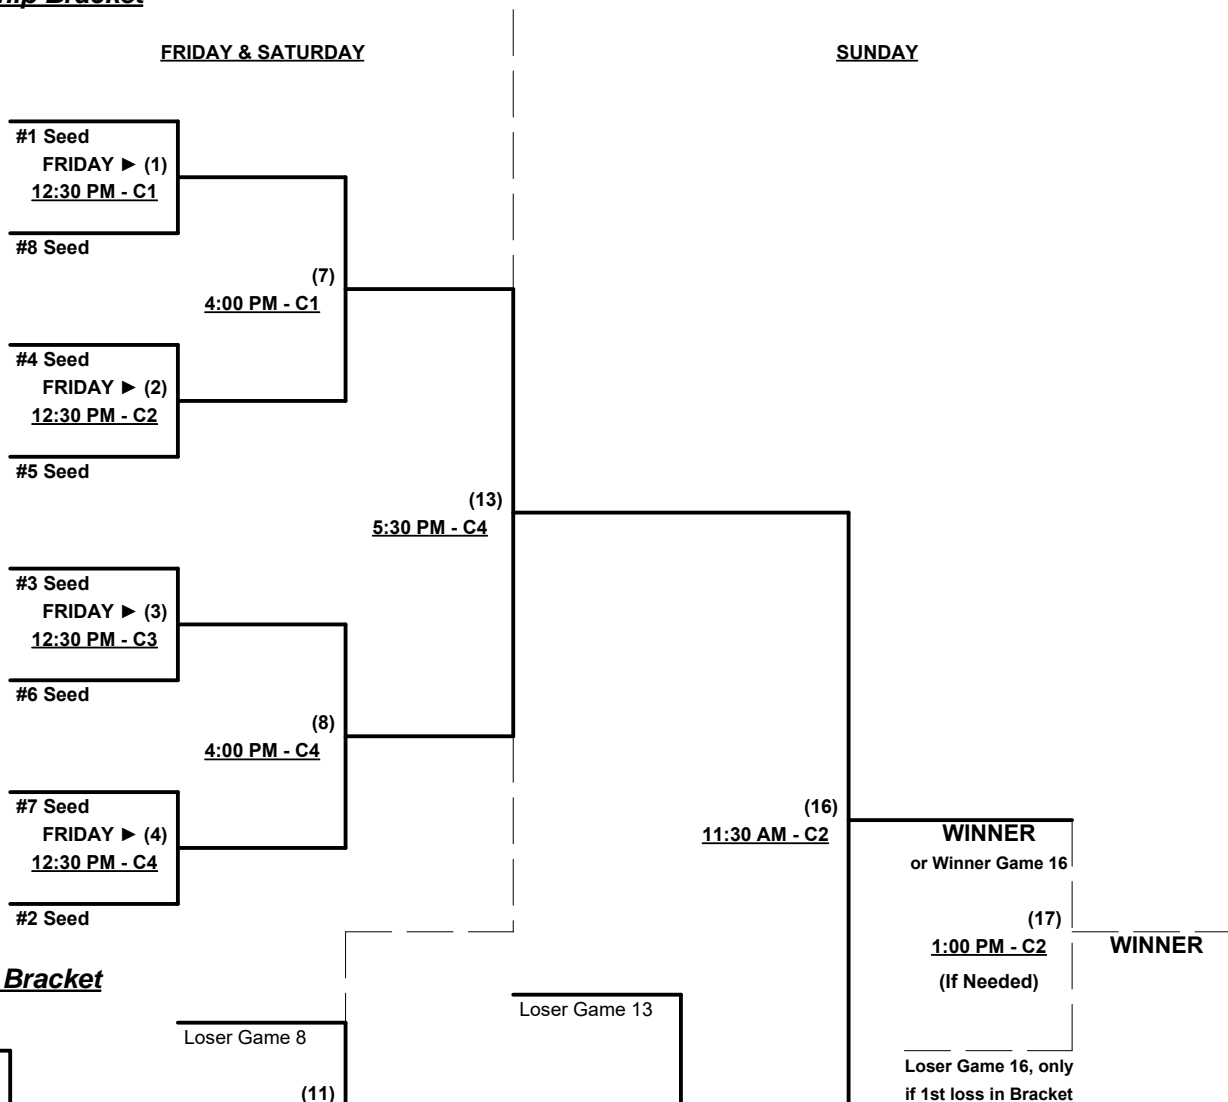 Bracket
FRIDAY & SATURDAY
SUNDAY
#1 Seed
FRIDAY ► (1)
12:30 PM - C1
#8 Seed
(7)
4:00 PM - C1
#4 Seed
FRIDAY ► (2)
12:30 PM - C2
#5 Seed
(13)
5:30 PM - C4
#3 Seed
FRIDAY ► (3)
12:30 PM - C3
#6 Seed
(8)
4:00 PM - C4
#7 Seed
FRIDAY ► (4)
12:30 PM - C4
#2 Seed
(16)
11:30 AM - C2
WINNER
or Winner Game 16
(17)
1:00 PM - C2
WINNER
(If Needed)
Bracket
Loser Game 13
Loser Game 8
(11)
Loser Game 16, only
if 1st loss in Bracket